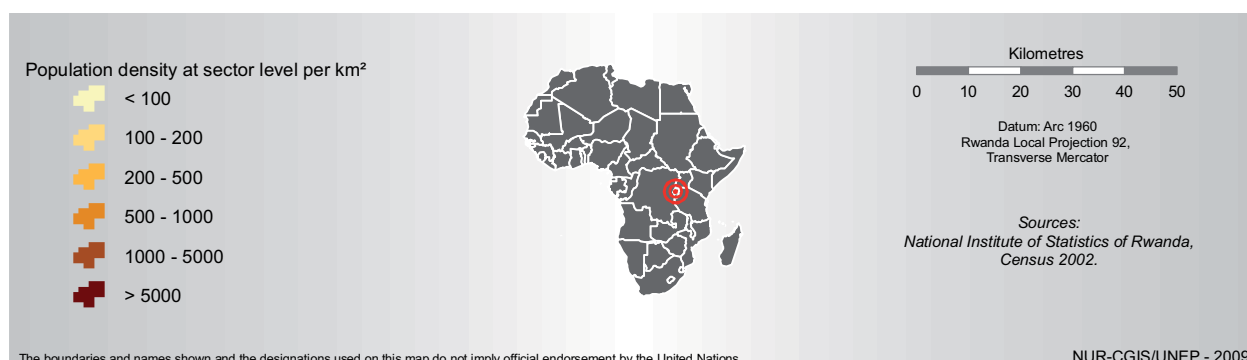 Population density at sector level per km²
< 100
100 - 200
200 - 500
500 - 1000
1000 - 5000
> 5000
Kilometres
0 10 20 30 40 50
Datum: Arc 1960
Rwanda Local Projection 92,
Transverse Mercator
Sources:
National Institute of Statistics of Rwanda,
Census 2002.
The boundaries and names shown and the designations used on this map do not imply official endorsement by the United Nations.
NUR-CGIS/UNEP - 2009